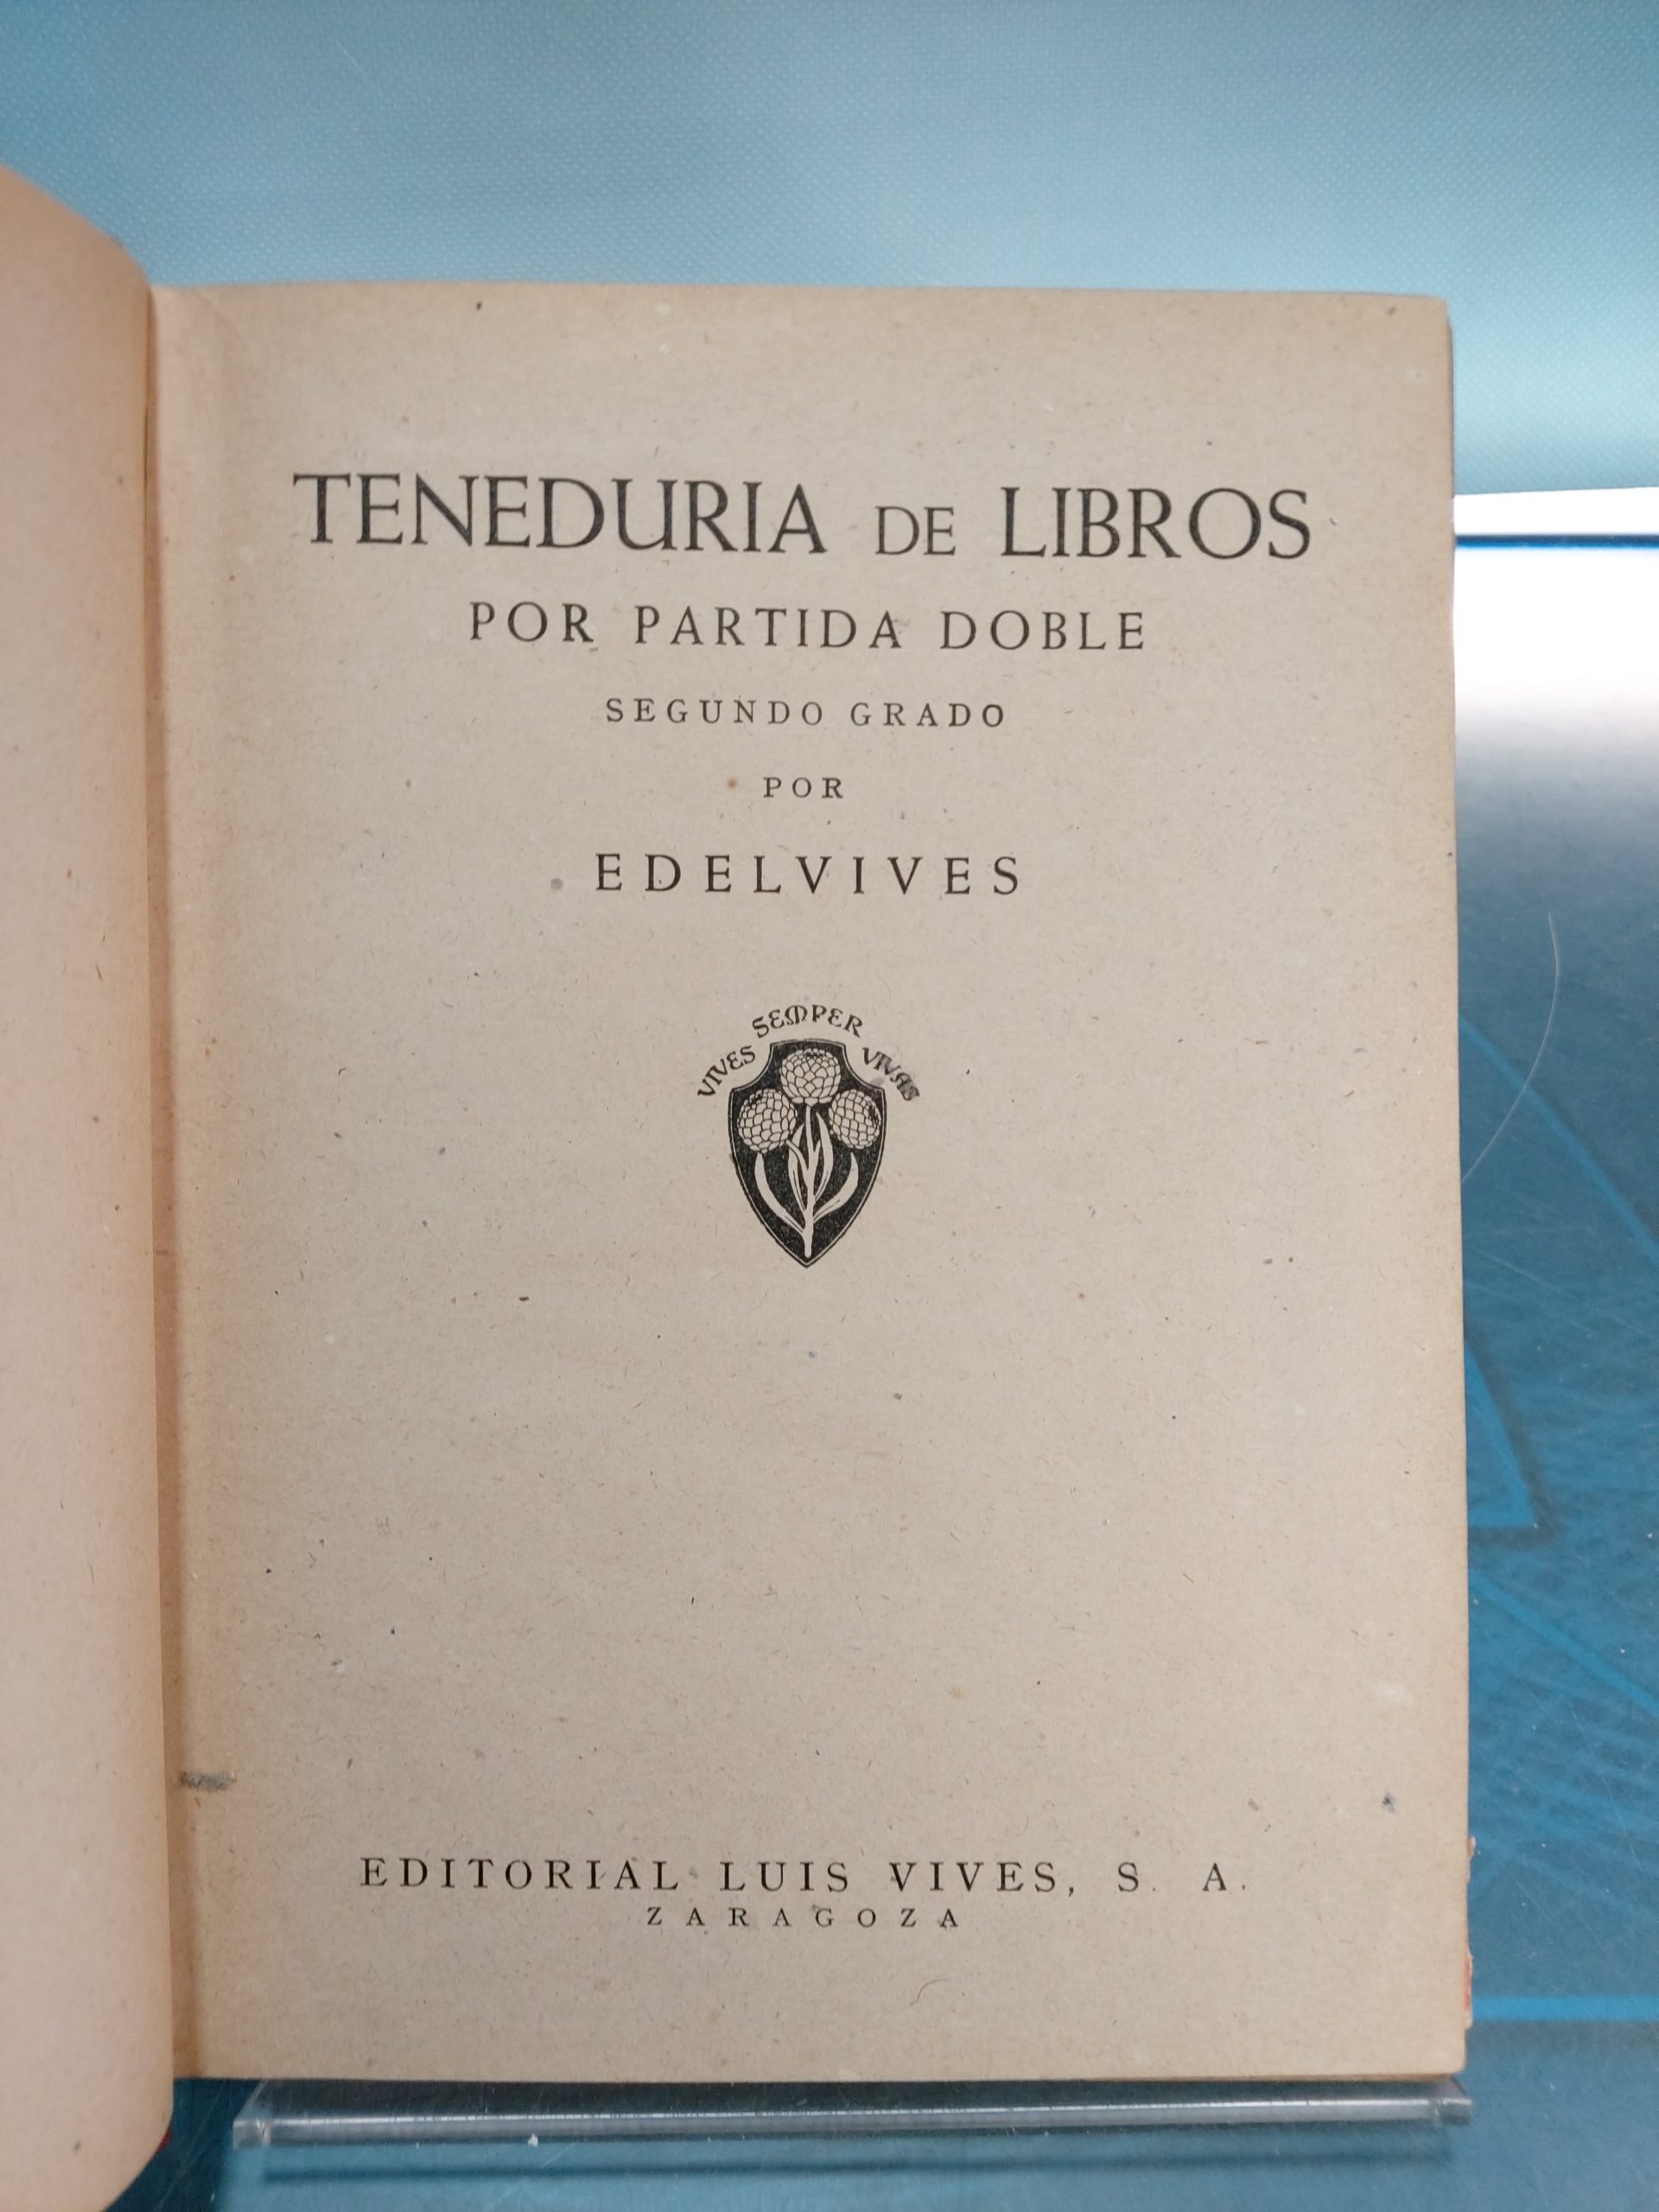 TENEDURIA DE LIBROS
POR PARTIDA DOBLE
SEGUNDO GRADO
POR
EDELVIVES
VIVES SEMPER VIVAS
EDITORIAL LUIS VIVES, S. A.
ZARAGOZA